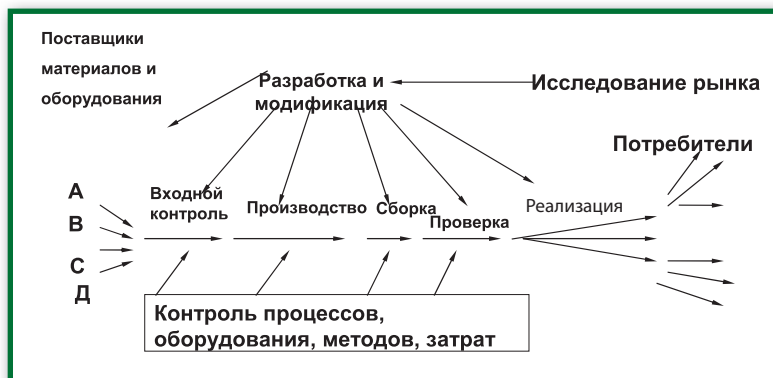 Поставщики
материалов и
оборудования
Разработка и
модификация
Исследование рынка
Потребители
А
В
С
Д
Входной
контроль
Производство
Сборка
Проверка
Реализация
Контроль процессов,
оборудования, методов, затрат